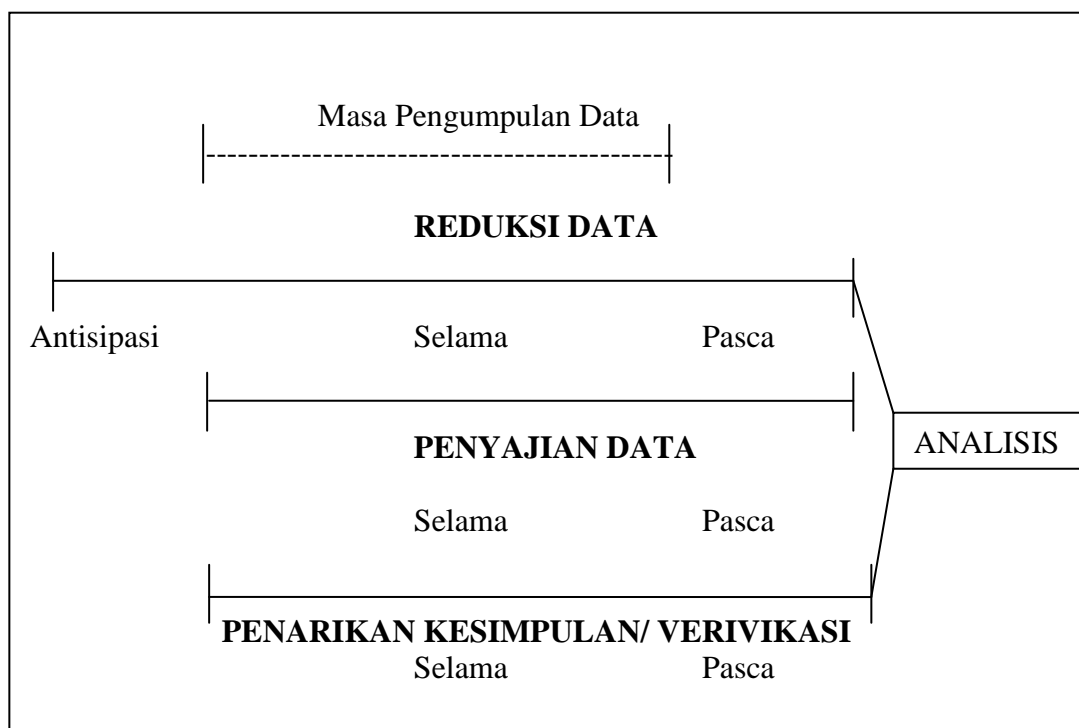 Masa Pengumpulan Data
REDUKSI DATA
Antisipasi Selama Pasca
PENYAJIAN DATA
ANALISIS
Selama Pasca
PENARIKAN KESIMPULAN/ VERIVIKASI
Selama Pasca